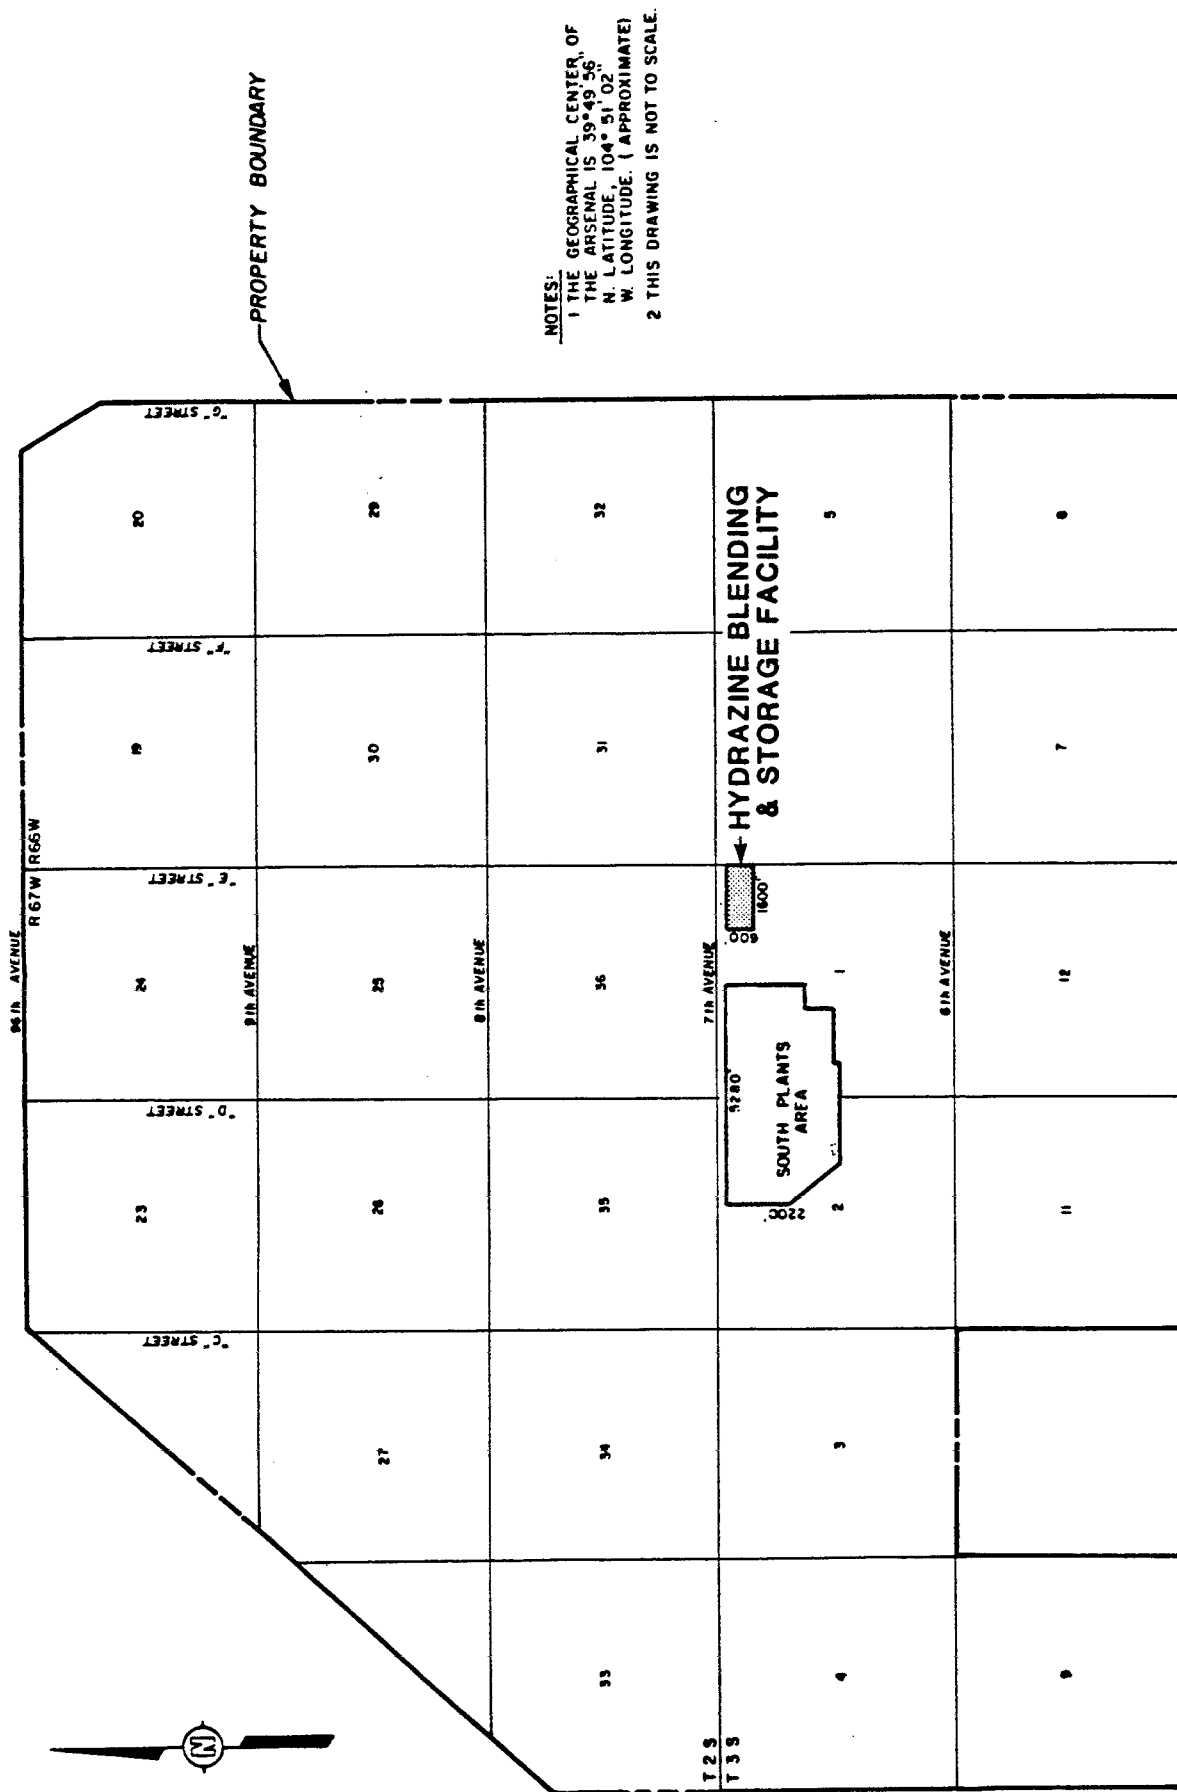 96th AVENUE
R67W R66W
"C" STREET
"D" STREET
"E" STREET
"F" STREET
"G" STREET
PROPERTY BOUNDARY
N
23
24
19
20
9th AVENUE
27
26
25
30
29
8th AVENUE
33
34
35
36
31
32
NOTES:
1 THE GEOGRAPHICAL CENTER OF
THE ARSENAL IS 39°49'56"
N. LATITUDE, 104° 51' 02"
W. LONGITUDE. (APPROXIMATE)
2 THIS DRAWING IS NOT TO SCALE.
T2S
T3S
7th AVENUE
5280'
2200'
SOUTH PLANTS
AREA
600'
1600'
HYDRAZINE BLENDING
& STORAGE FACILITY
4
3
2
1
5
6th AVENUE
9
11
12
7
8